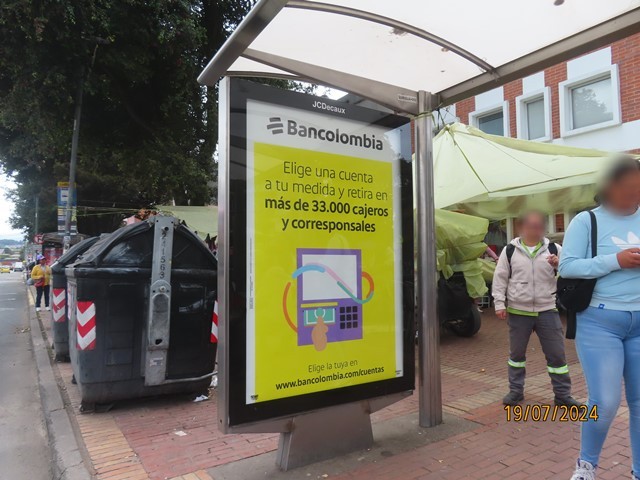 JCDecaux
Bancolombia
Elige una cuenta
a tu medida y retira en
más de 33.000 cajeros
y corresponsales
Elige la tuya en
www.bancolombia.com/cuentas
19/07/2024